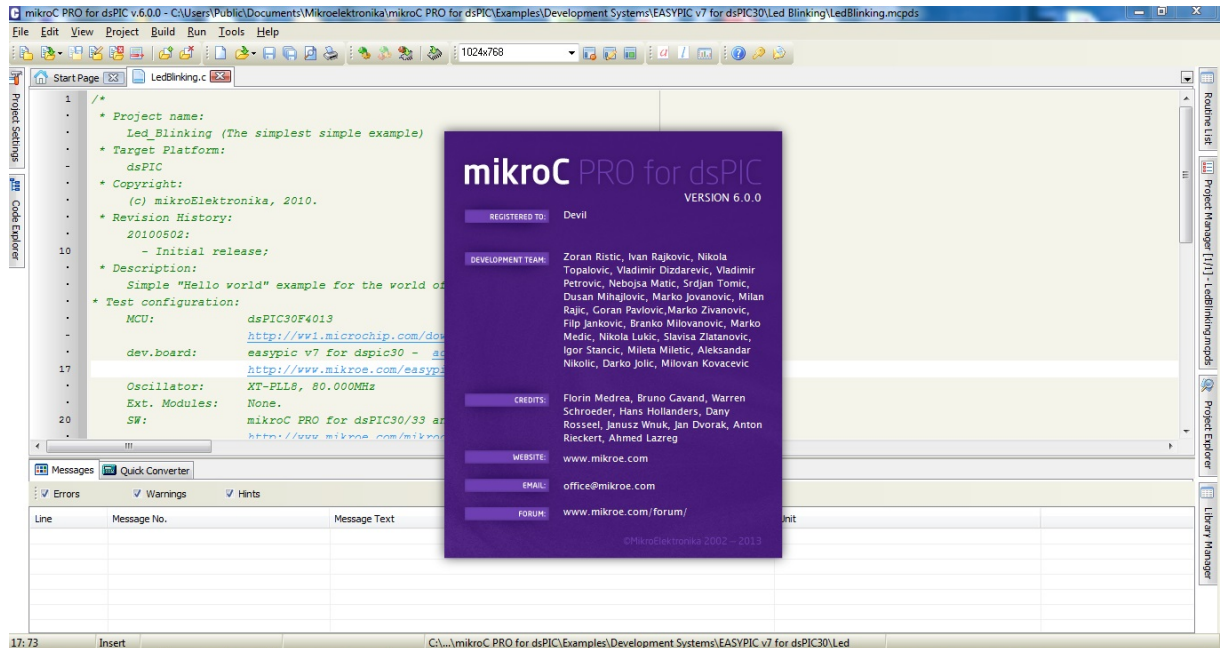 mikroC PRO for dsPIC v.6.0.0 - C:\Users\Public\Documents\Mikroelektronika\mikroC PRO for dsPIC\Examples\Development Systems\EASYPIC v7 for dsPIC30\Led Blinking\LedBlinking.mcpds
File Edit View Project Build Run Tools Help
1024x768
Start Page LedBlinking.c
Project Settings
Code Explorer
1 /*
* Project name:
Led_Blinking (The simplest simple example)
* Target Platform:
dsPIC
* Copyright:
(c) mikroElektronika, 2010.
* Revision History:
20100502:
10 - Initial release;
* Description:
Simple "Hello world" example for the world of
* Test configuration:
MCU: dsPIC30F4013
http://ww1.microchip.com/dow
dev.board: easypic v7 for dspic30 - ac
17 http://www.mikroe.com/easypi
Oscillator: XT-PLL8, 80.000MHz
Ext. Modules: None.
20 SW: mikroC PRO for dsPIC30/33 an
http://www.mikroe.com/mikroc
mikroC PRO for dsPIC
VERSION 6.0.0
REGISTERED TO: Devil
DEVELOPMENT TEAM: Zoran Ristic, Ivan Rajkovic, Nikola
Topalovic, Vladimir Dizdarevic, Vladimir
Petrovic, Nebojsa Matic, Srdjan Tomic,
Dusan Mihajlovic, Marko Jovanovic, Milan
Rajic, Goran Pavlovic,Marko Zivanovic,
Filp Jankovic, Branko Milovanovic, Marko
Medic, Nikola Lukic, Slavisa Zlatanovic,
Igor Stancic, Mileta Miletic, Aleksandar
Nikolic, Darko Jolic, Milovan Kovacevic
CREDITS: Florin Medrea, Bruno Gavand, Warren
Schroeder, Hans Hollanders, Dany
Rosseel, Janusz Wnuk, Jan Dvorak, Anton
Rieckert, Ahmed Lazreg
WEBSITE: www.mikroe.com
EMAIL: office@mikroe.com
FORUM: www.mikroe.com/forum/
©MikroElektronika 2002 – 2013
Routine List
Project Manager [1/1] - LedBlinking.mcpds
Project Explorer
Library Manager
Messages Quick Converter
Errors Warnings Hints
Line Message No. Message Text Unit
17: 73 Insert C:\...\mikroC PRO for dsPIC\Examples\Development Systems\EASYPIC v7 for dsPIC30\Led